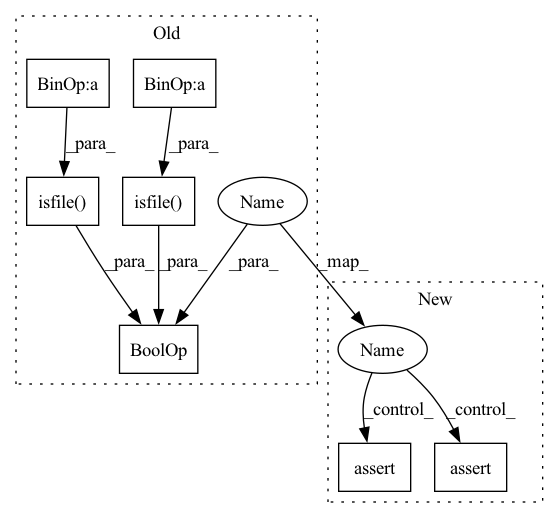 Old
BinOp:a
BinOp:a
_para_
_para_
isfile()
isfile()
Name
_para_
_para_
_para_
_map_
New
BoolOp
Name
_control_
_control_
assert
assert